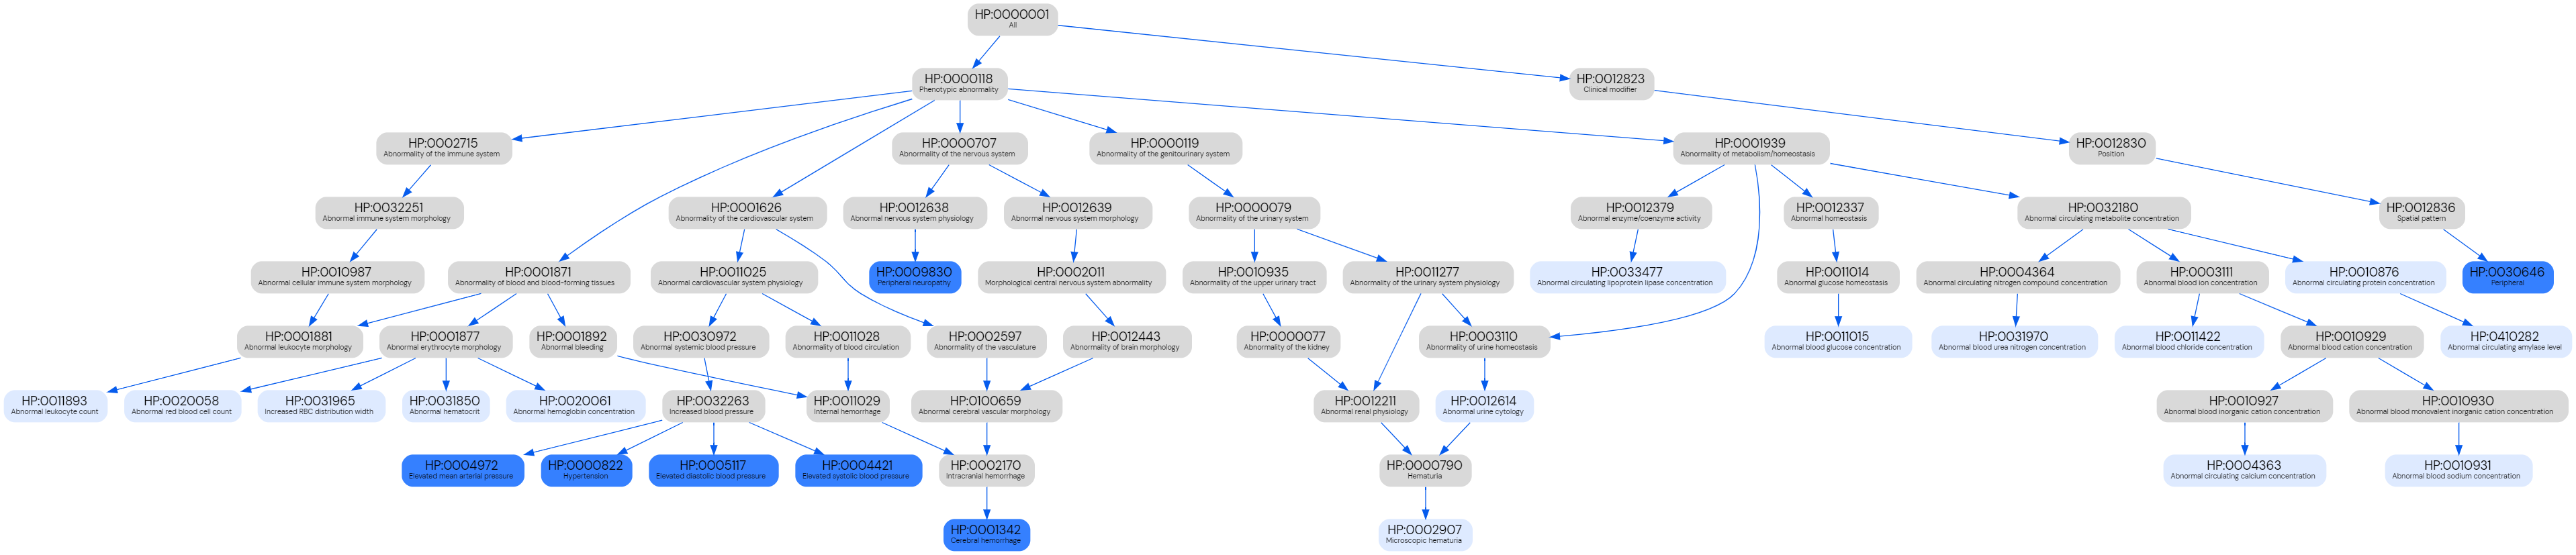 HP:0000001
All
HP:0000118
Phenotypic abnormality
HP:0012823
Clinical modifier
HP:0002715
Abnormality of the immune system
HP:0000707
Abnormality of the nervous system
HP:0000119
Abnormality of the genitourinary system
HP:0001939
Abnormality of metabolism/homeostasis
HP:0012830
Position
HP:0032251
Abnormal immune system morphology
HP:0001626
Abnormality of the cardiovascular system
HP:0012638
Abnormal nervous system physiology
HP:0012639
Abnormal nervous system morphology
HP:0000079
Abnormality of the urinary system
HP:0012379
Abnormal enzyme/coenzyme activity
HP:0012337
Abnormal homeostasis
HP:0032180
Abnormal circulating metabolite concentration
HP:0012836
Spatial pattern
HP:0010987
Abnormal cellular immune system morphology
HP:0001871
Abnormality of blood and blood-forming tissues
HP:0011025
Abnormal cardiovascular system physiology
HP:0009830
Peripheral neuropathy
HP:0002011
Morphological central nervous system abnormality
HP:0010935
Abnormality of the upper urinary tract
HP:0011277
Abnormality of the urinary system physiology
HP:0033477
Abnormal circulating lipoprotein lipase concentration
HP:0011014
Abnormal glucose homeostasis
HP:0004364
Abnormal circulating nitrogen compound concentration
HP:0003111
Abnormal blood ion concentration
HP:0010876
Abnormal circulating protein concentration
HP:0030646
Peripheral
HP:0001881
Abnormal leukocyte morphology
HP:0001877
Abnormal erythrocyte morphology
HP:0001892
Abnormal bleeding
HP:0030972
Abnormal systemic blood pressure
HP:0011028
Abnormality of blood circulation
HP:0002597
Abnormality of the vasculature
HP:0012443
Abnormality of brain morphology
HP:0000077
Abnormality of the kidney
HP:0003110
Abnormality of urine homeostasis
HP:0011015
Abnormal blood glucose concentration
HP:0031970
Abnormal blood urea nitrogen concentration
HP:0011422
Abnormal blood chloride concentration
HP:0010929
Abnormal blood cation concentration
HP:0410282
Abnormal circulating amylase level
HP:0011893
Abnormal leukocyte count
HP:0020058
Abnormal red blood cell count
HP:0031965
Increased RBC distribution width
HP:0031850
Abnormal hematocrit
HP:0020061
Abnormal hemoglobin concentration
HP:0032263
Increased blood pressure
HP:0011029
Internal hemorrhage
HP:0100659
Abnormal cerebral vascular morphology
HP:0012211
Abnormal renal physiology
HP:0012614
Abnormal urine cytology
HP:0010927
Abnormal blood inorganic cation concentration
HP:0010930
Abnormal blood monovalent inorganic cation concentration
HP:0004972
Elevated mean arterial pressure
HP:0000822
Hypertension
HP:0005117
Elevated diastolic blood pressure
HP:0004421
Elevated systolic blood pressure
HP:0002170
Intracranial hemorrhage
HP:0000790
Hematuria
HP:0004363
Abnormal circulating calcium concentration
HP:0010931
Abnormal blood sodium concentration
HP:0001342
Cerebral hemorrhage
HP:0002907
Microscopic hematuria